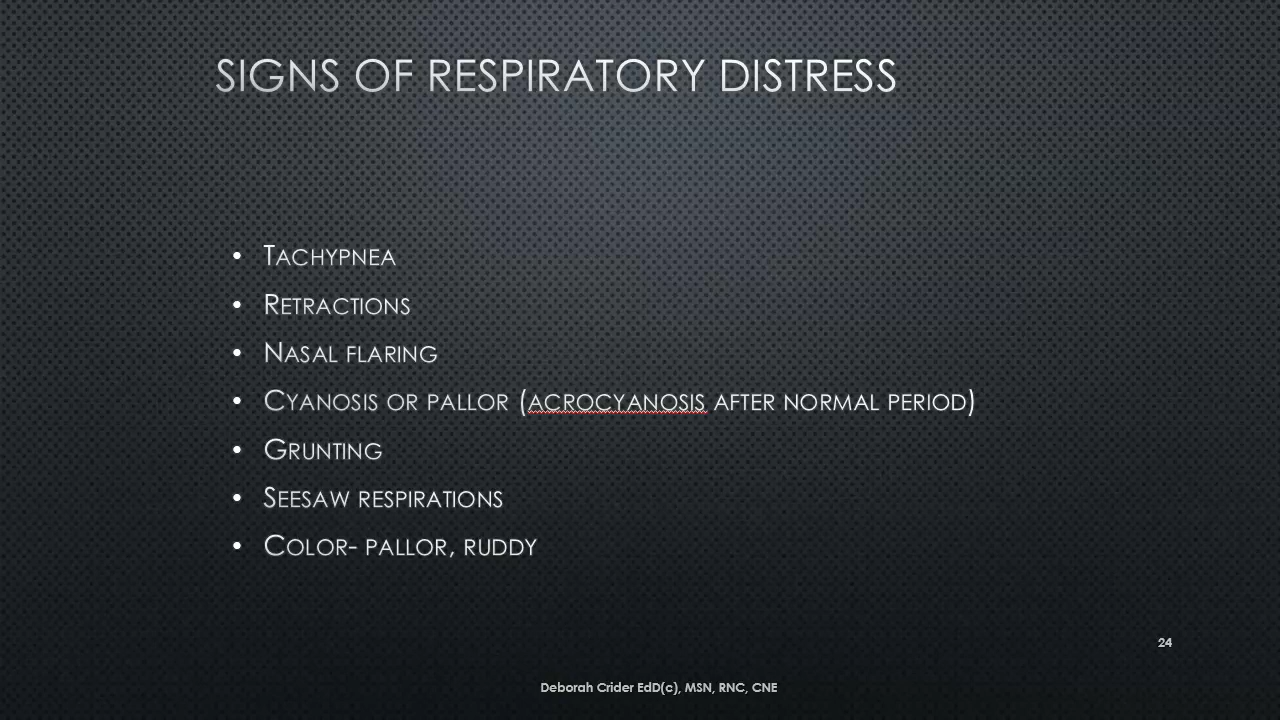 SIGNS OF RESPIRATORY DISTRESS
• TACHYPNEA
• RETRACTIONS
• NASAL FLARING
• CYANOSIS OR PALLOR (ACROCYANOSIS AFTER NORMAL PERIOD)
• GRUNTING
• SEESAW RESPIRATIONS
• COLOR- PALLOR, RUDDY
24
Deborah Crider EdD(c), MSN, RNC, CNE